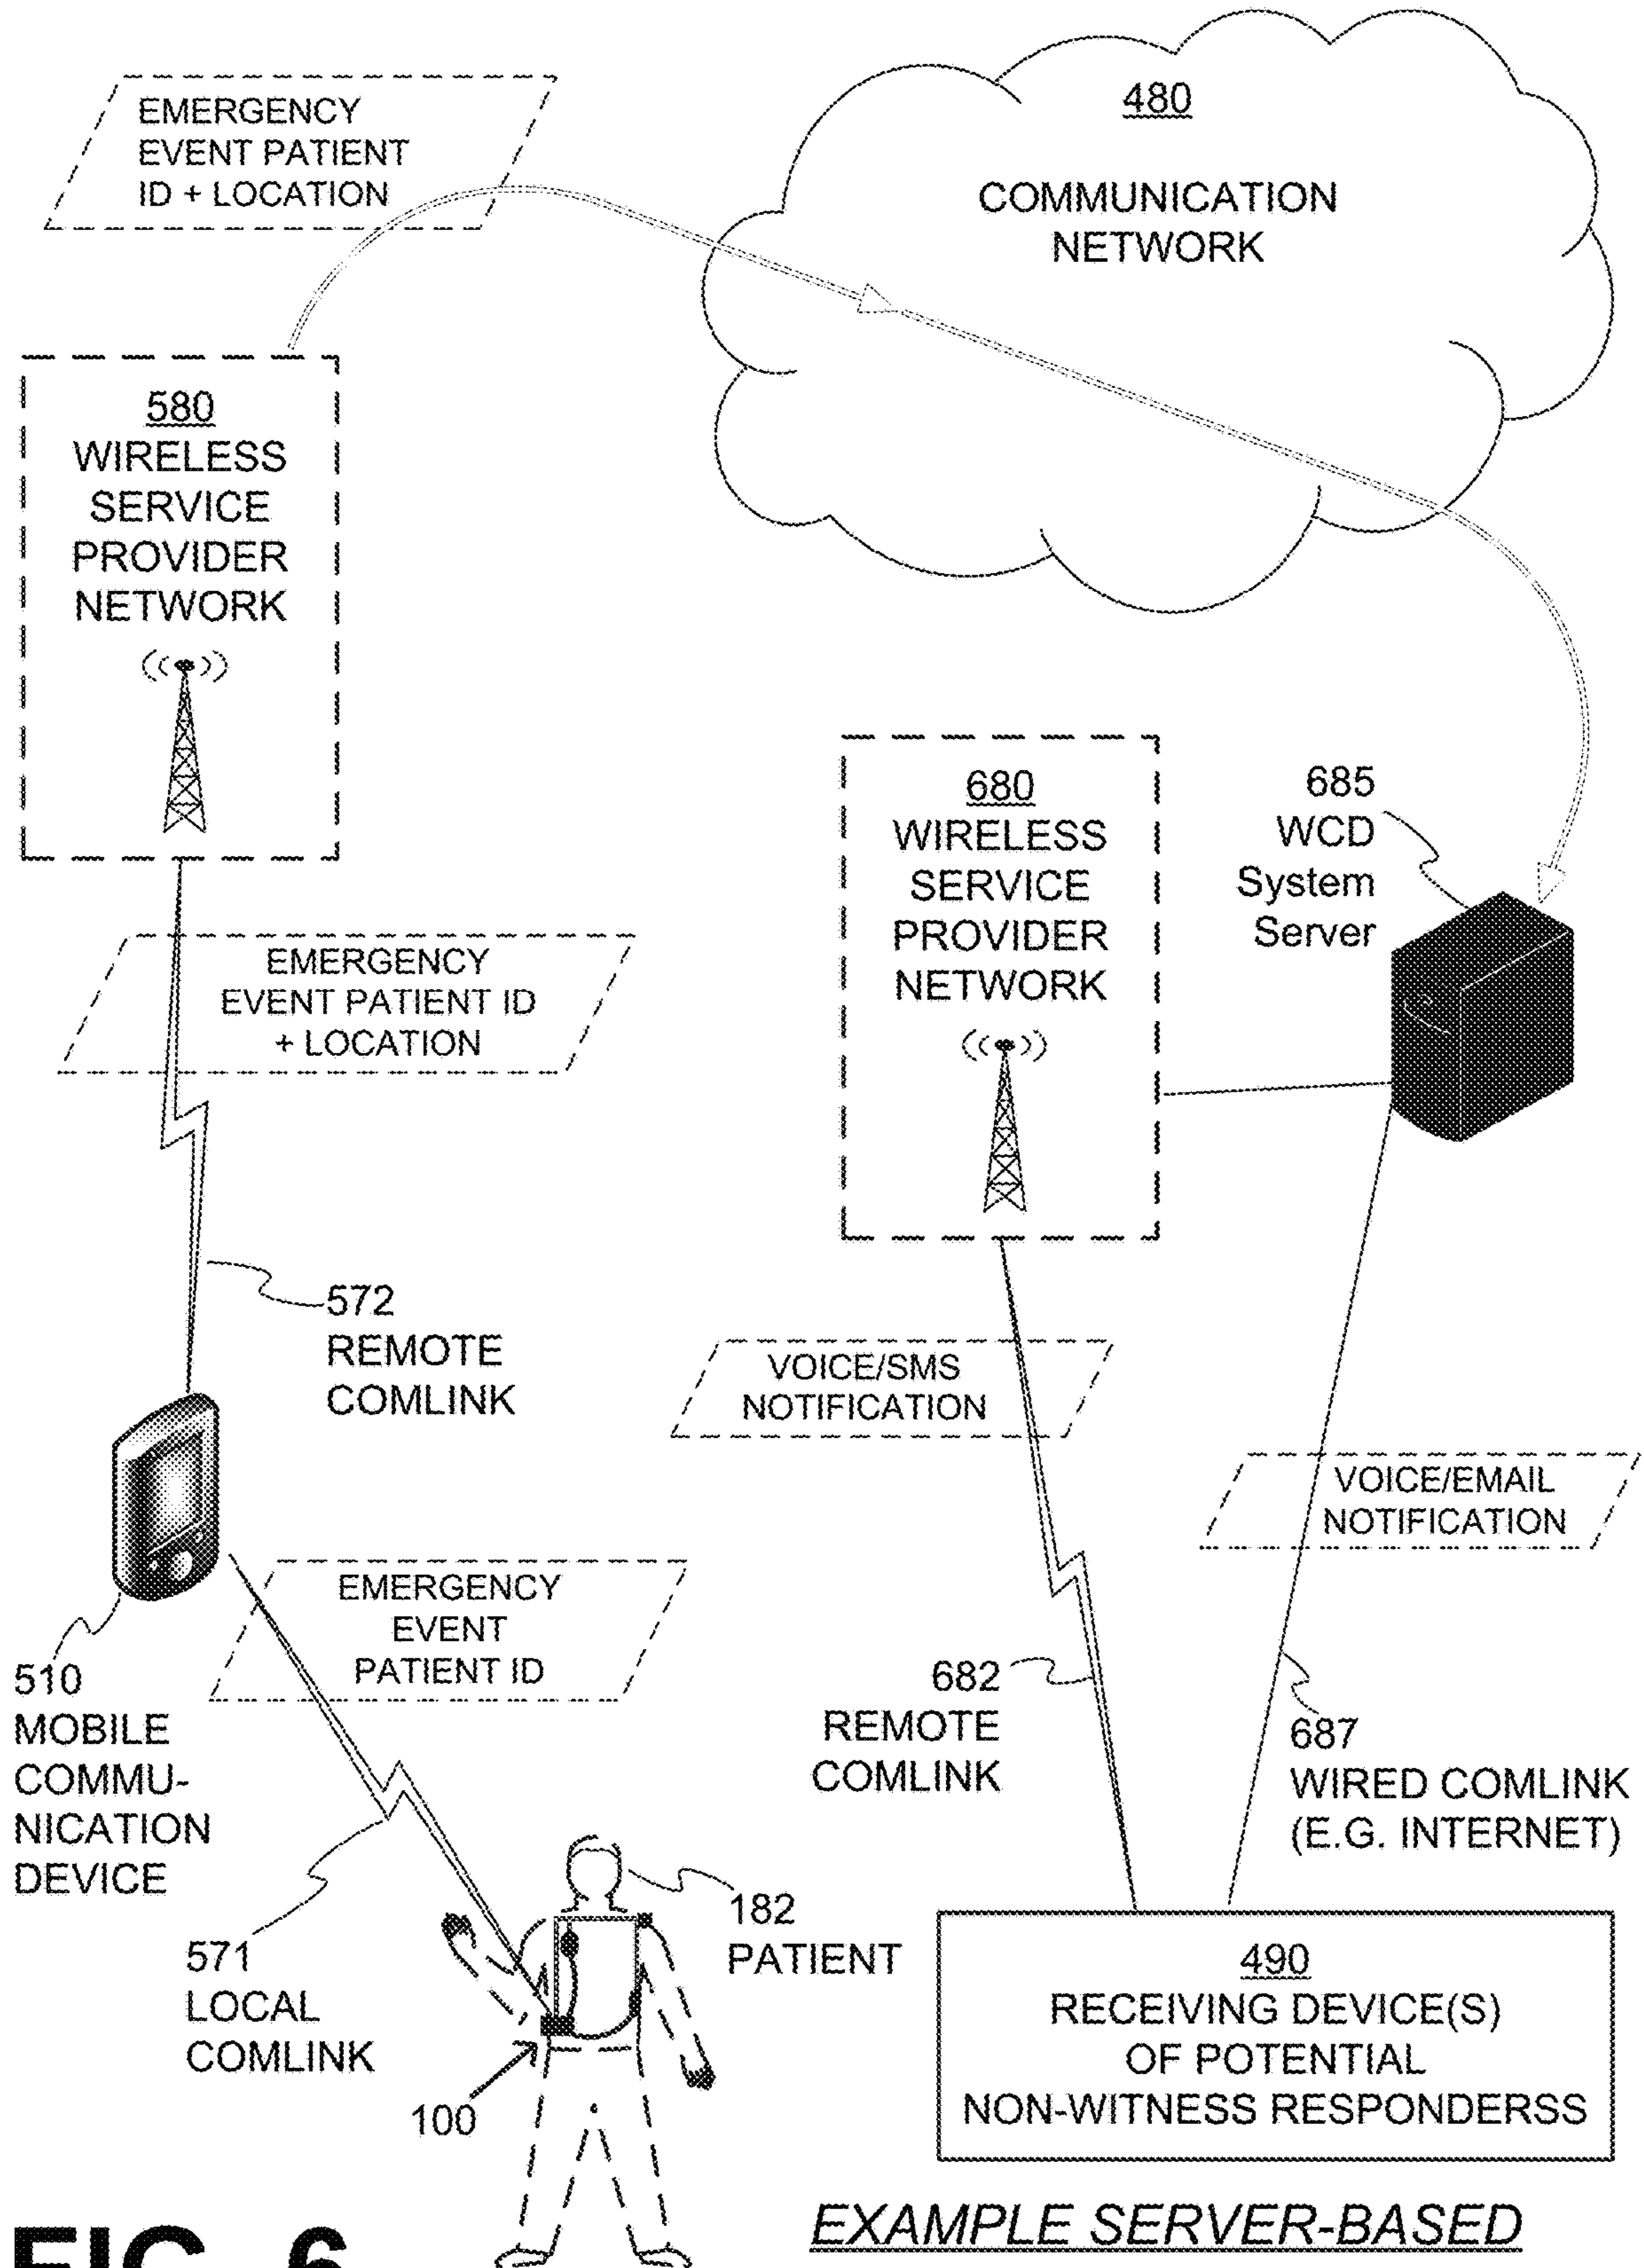 EMERGENCY
EVENT PATIENT
ID + LOCATION
480
COMMUNICATION
NETWORK
580
WIRELESS
SERVICE
PROVIDER
NETWORK
680
WIRELESS
SERVICE
PROVIDER
NETWORK
685
WCD
System
Server
EMERGENCY
EVENT PATIENT ID
+ LOCATION
572
REMOTE
COMLINK
VOICE/SMS
NOTIFICATION
VOICE/EMAIL
NOTIFICATION
EMERGENCY
EVENT
PATIENT ID
510
MOBILE
COMMU-
NICATION
DEVICE
682
REMOTE
COMLINK
687
WIRED COMLINK
(E.G. INTERNET)
571
LOCAL
COMLINK
182
PATIENT
100
490
RECEIVING DEVICE(S)
OF POTENTIAL
NON-WITNESS RESPONDERSS
FIG. 6
EXAMPLE SERVER-BASED